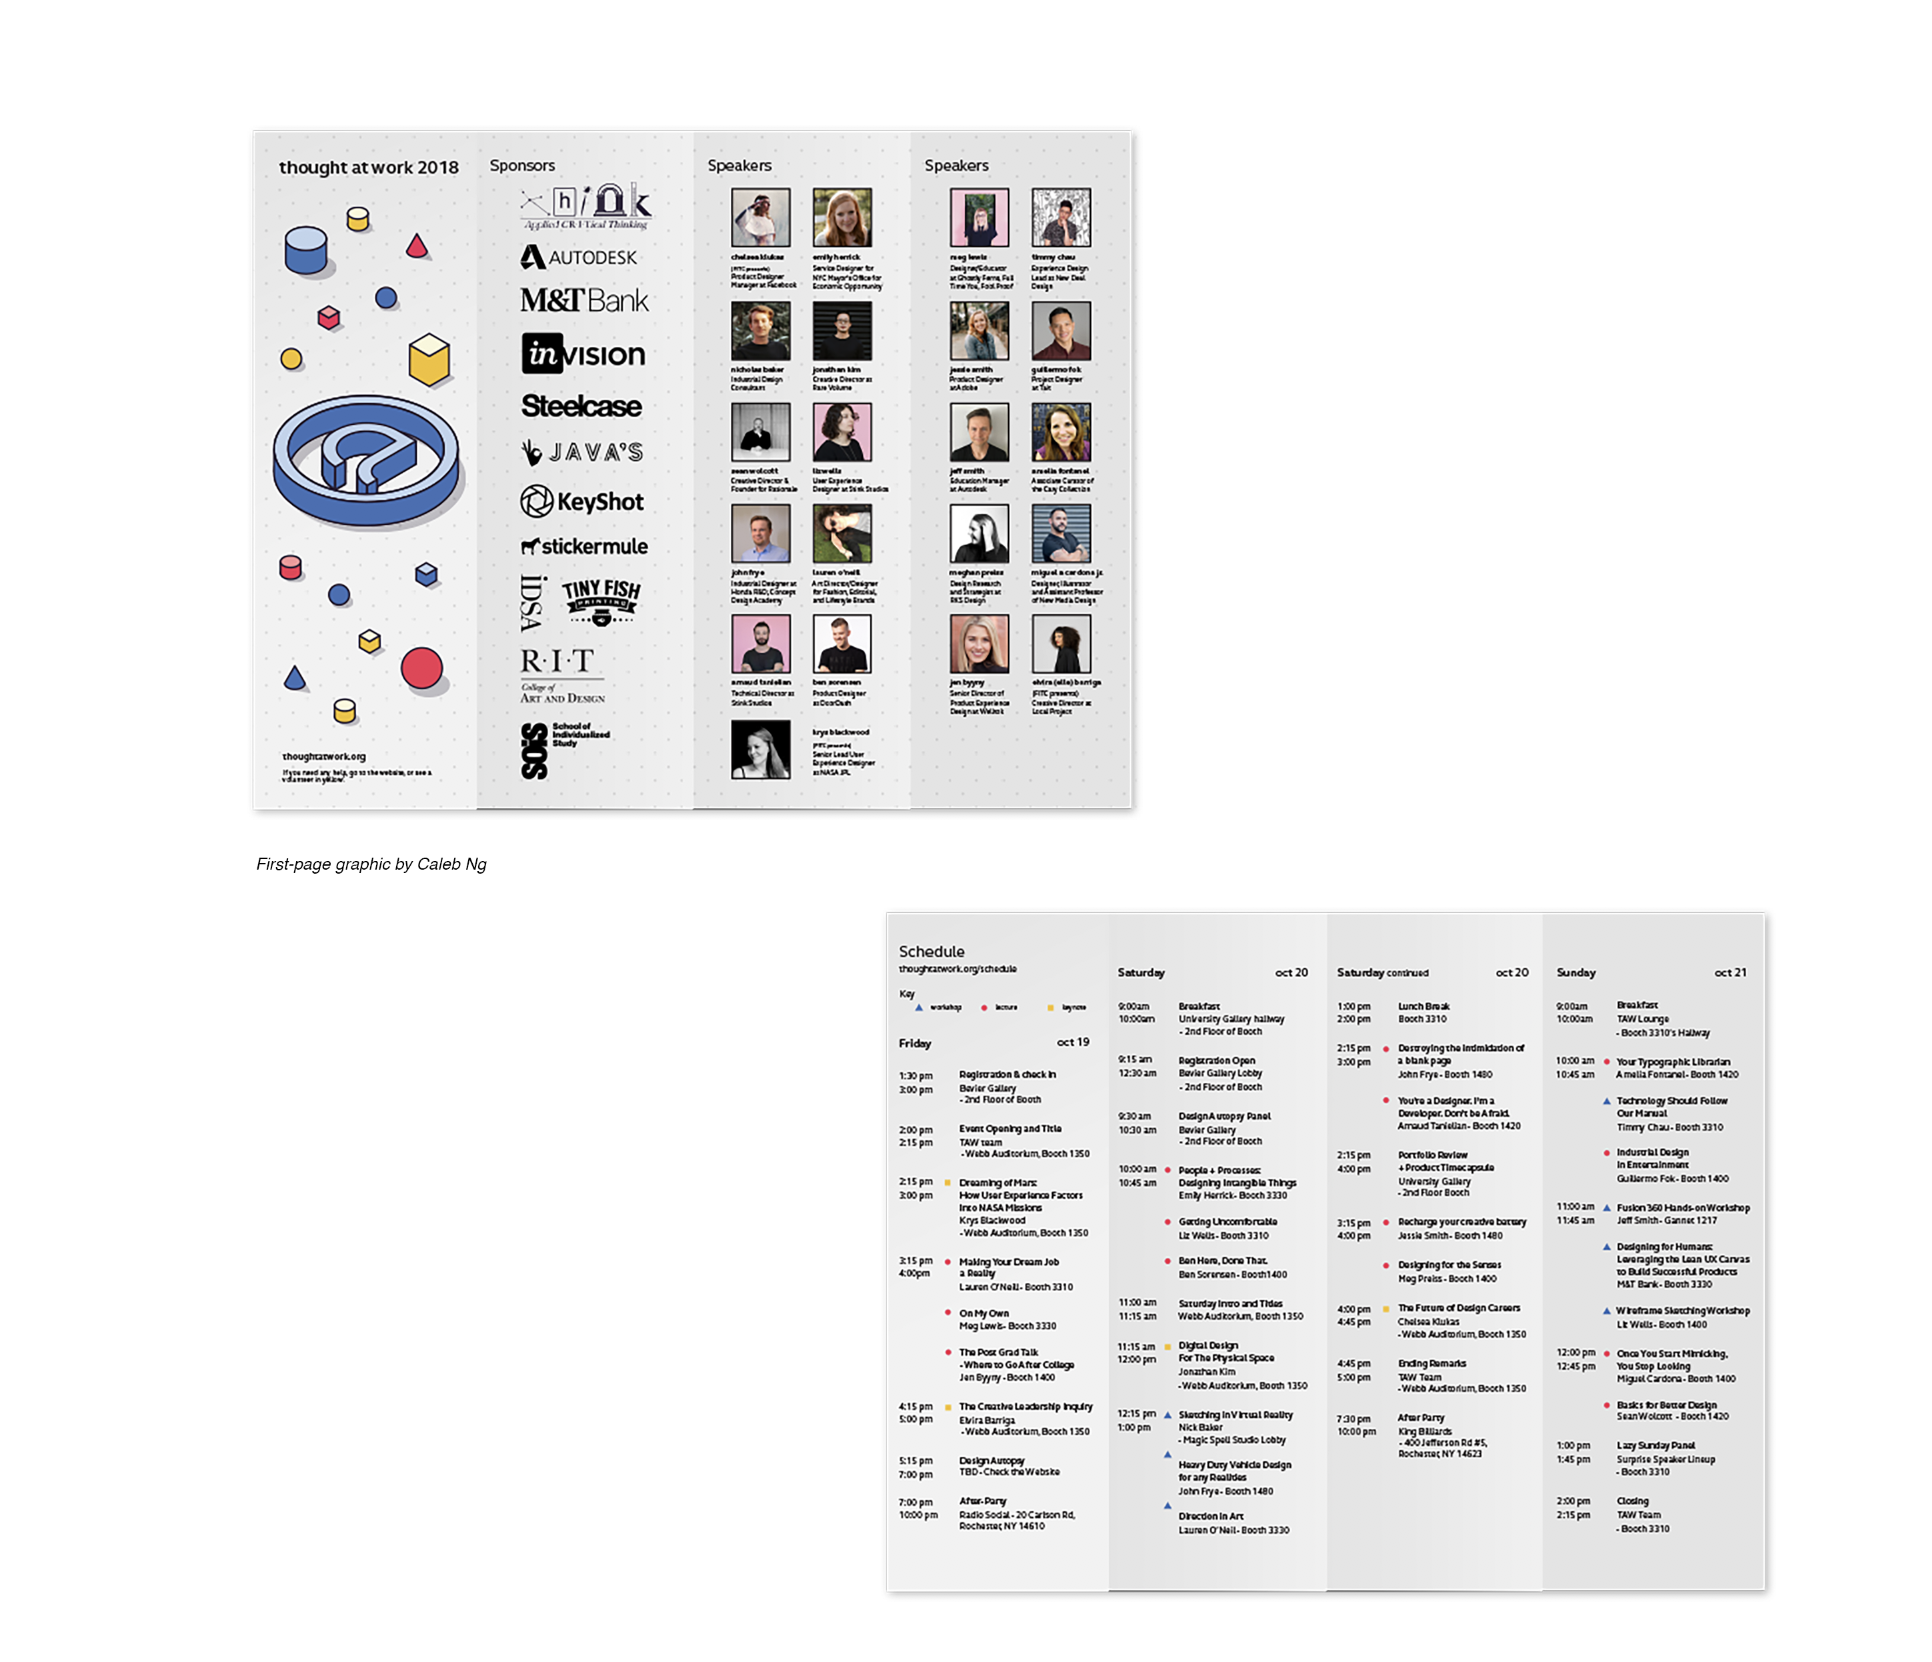 thought at work 2018
thoughtatwork.org
If you need any help, go to the website, or see a
volunteer in yellow.
Sponsors
think
Applied CRITical Thinking
AUTODESK
M&T Bank
inVISION
Steelcase
JAVA'S
KeyShot
stickermule
IDSA
TINY FISH
PRINTING
R·I·T
College of
ART AND DESIGN
SOIS
School of
Individualized
Study
Speakers
chelsea klukas
(FITC presents)
Product Designer
Manager at Facebook
emily herrick
Service Designer for
NYC Mayor's Office for
Economic Opportunity
nicholas baker
Industrial Design
Consultant
jonathan kim
Creative Director at
Rare Volume
sean wolcott
Creative Director &
Founder for Rationale
liz wells
User Experience
Designer at Stink Studios
john frye
Industrial Designer at
Honda R&D, Concept
Design Academy
lauren o'neill
Art Director/Designer
for Fashion, Editorial,
and Lifestyle Brands
arnaud tanielian
Technical Director at
Stink Studios
ben sorensen
Product Designer
at DoorDash
krys blackwood
(FITC presents)
Senior Lead User
Experience Designer
at NASA JPL
Speakers
meg lewis
Designer/Educator
at Ghostly Ferns, Full
Time You, Fool Proof
timmy chau
Experience Design
Lead at New Deal
Design
jessie smith
Product Designer
at Adobe
guillermo fok
Project Designer
at Tait
jeff smith
Education Manager
at Autodesk
amelia fontanel
Associate Curator of
the Cary Collection
meghan preiss
Design Research
and Strategist at
RKS Design
miguel a cardona jr.
Designer, Illustrator
and Assistant Professor
of New Media Design
jen byyny
Senior Director of
Product Experience
Design at Welltok
elvira (ella) barriga
(FITC presents)
Creative Director at
Local Project
First-page graphic by Caleb Ng
Schedule
thoughtatwork.org/schedule
Key
workshop lecture keynote
Friday oct 19
1:30 pm Registration & check in
3:00 pm Bevier Gallery
- 2nd Floor of Booth
2:00 pm Event Opening and Title
2:15 pm TAW team
- Webb Auditorium, Booth 1350
2:15 pm Dreaming of Mars:
3:00 pm How User Experience Factors
Into NASA Missions
Krys Blackwood
- Webb Auditorium, Booth 1350
3:15 pm Making Your Dream Job
4:00pm a Reality
Lauren O'Neill - Booth 3310
On My Own
Meg Lewis- Booth 3330
The Post Grad Talk
- Where to Go After College
Jen Byyny - Booth 1400
4:15 pm The Creative Leadership Inquiry
5:00 pm Elvira Barriga
- Webb Auditorium, Booth 1350
5:15 pm Design Autopsy
7:00 pm TBD - Check the Website
7:00 pm After-Party
10:00 pm Radio Social - 20 Carlson Rd,
Rochester, NY 14610
Saturday oct 20
9:00am Breakfast
10:00am University Gallery hallway
- 2nd Floor of Booth
9:15 am Registration Open
12:30 am Bevier Gallery Lobby
- 2nd Floor of Booth
9:30 am Design Autopsy Panel
10:30 am Bevier Gallery
- 2nd Floor of Booth
10:00 am People + Processes:
10:45 am Designing Intangible Things
Emily Herrick- Booth 3330
Getting Uncomfortable
Liz Wells- Booth 3310
Ben Here, Done That.
Ben Sorensen - Booth1400
11:00 am Saturday Intro and Titles
11:15 am Webb Auditorium, Booth 1350
11:15 am Digital Design
12:00 pm For The Physical Space
Jonathan Kim
- Webb Auditorium, Booth 1350
12:15 pm Sketching in Virtual Reality
1:00 pm Nick Baker
- Magic Spell Studio Lobby
Heavy Duty Vehicle Design
for any Realities
John Frye - Booth 1480
Direction in Art
Lauren O'Neil - Booth 3330
Saturday continued oct 20
1:00 pm Lunch Break
2:00 pm Booth 3310
2:15 pm Destroying the intimidation of
3:00 pm a blank page
John Frye - Booth 1480
You're a Designer. I'm a
Developer. Don't be Afraid.
Arnaud Tanielian - Booth 1420
2:15 pm Portfolio Review
4:00 pm + Product Timecapsule
University Gallery
- 2nd Floor Booth
3:15 pm Recharge your creative battery
4:00 pm Jessie Smith- Booth 1480
Designing for the Senses
Meg Preiss - Booth 1400
4:00 pm The Future of Design Careers
4:45 pm Chelsea Klukas
- Webb Auditorium, Booth 1350
4:45 pm Ending Remarks
5:00 pm TAW Team
- Webb Auditorium, Booth 1350
7:30 pm After Party
10:00 pm King Billiards
- 400 Jefferson Rd #5,
Rochester, NY 14623
Sunday oct 21
9:00am Breakfast
10:00am TAW Lounge
- Booth 3310's Hallway
10:00 am Your Typographic Librarian
10:45 am Amelia Fontanel- Booth 1420
Technology Should Follow
Our Manual
Timmy Chau - Booth 3310
Industrial Design
in Entertainment
Guillermo Fok - Booth 1400
11:00 am Fusion 360 Hands-on Workshop
11:45 am Jeff Smith- Gannet 1217
Designing for Humans:
Leveraging the Lean UX Canvas
to Build Successful Products
M&T Bank - Booth 3330
Wireframe Sketching Workshop
Liz Wells- Booth 1400
12:00 pm Once You Start Mimicking,
12:45 pm You Stop Looking
Miguel Cardona - Booth 1400
Basics for Better Design
Sean Wolcott - Booth 1420
1:00 pm Lazy Sunday Panel
1:45 pm Surprise Speaker Lineup
- Booth 3310
2:00 pm Closing
2:15 pm TAW Team
- Booth 3310